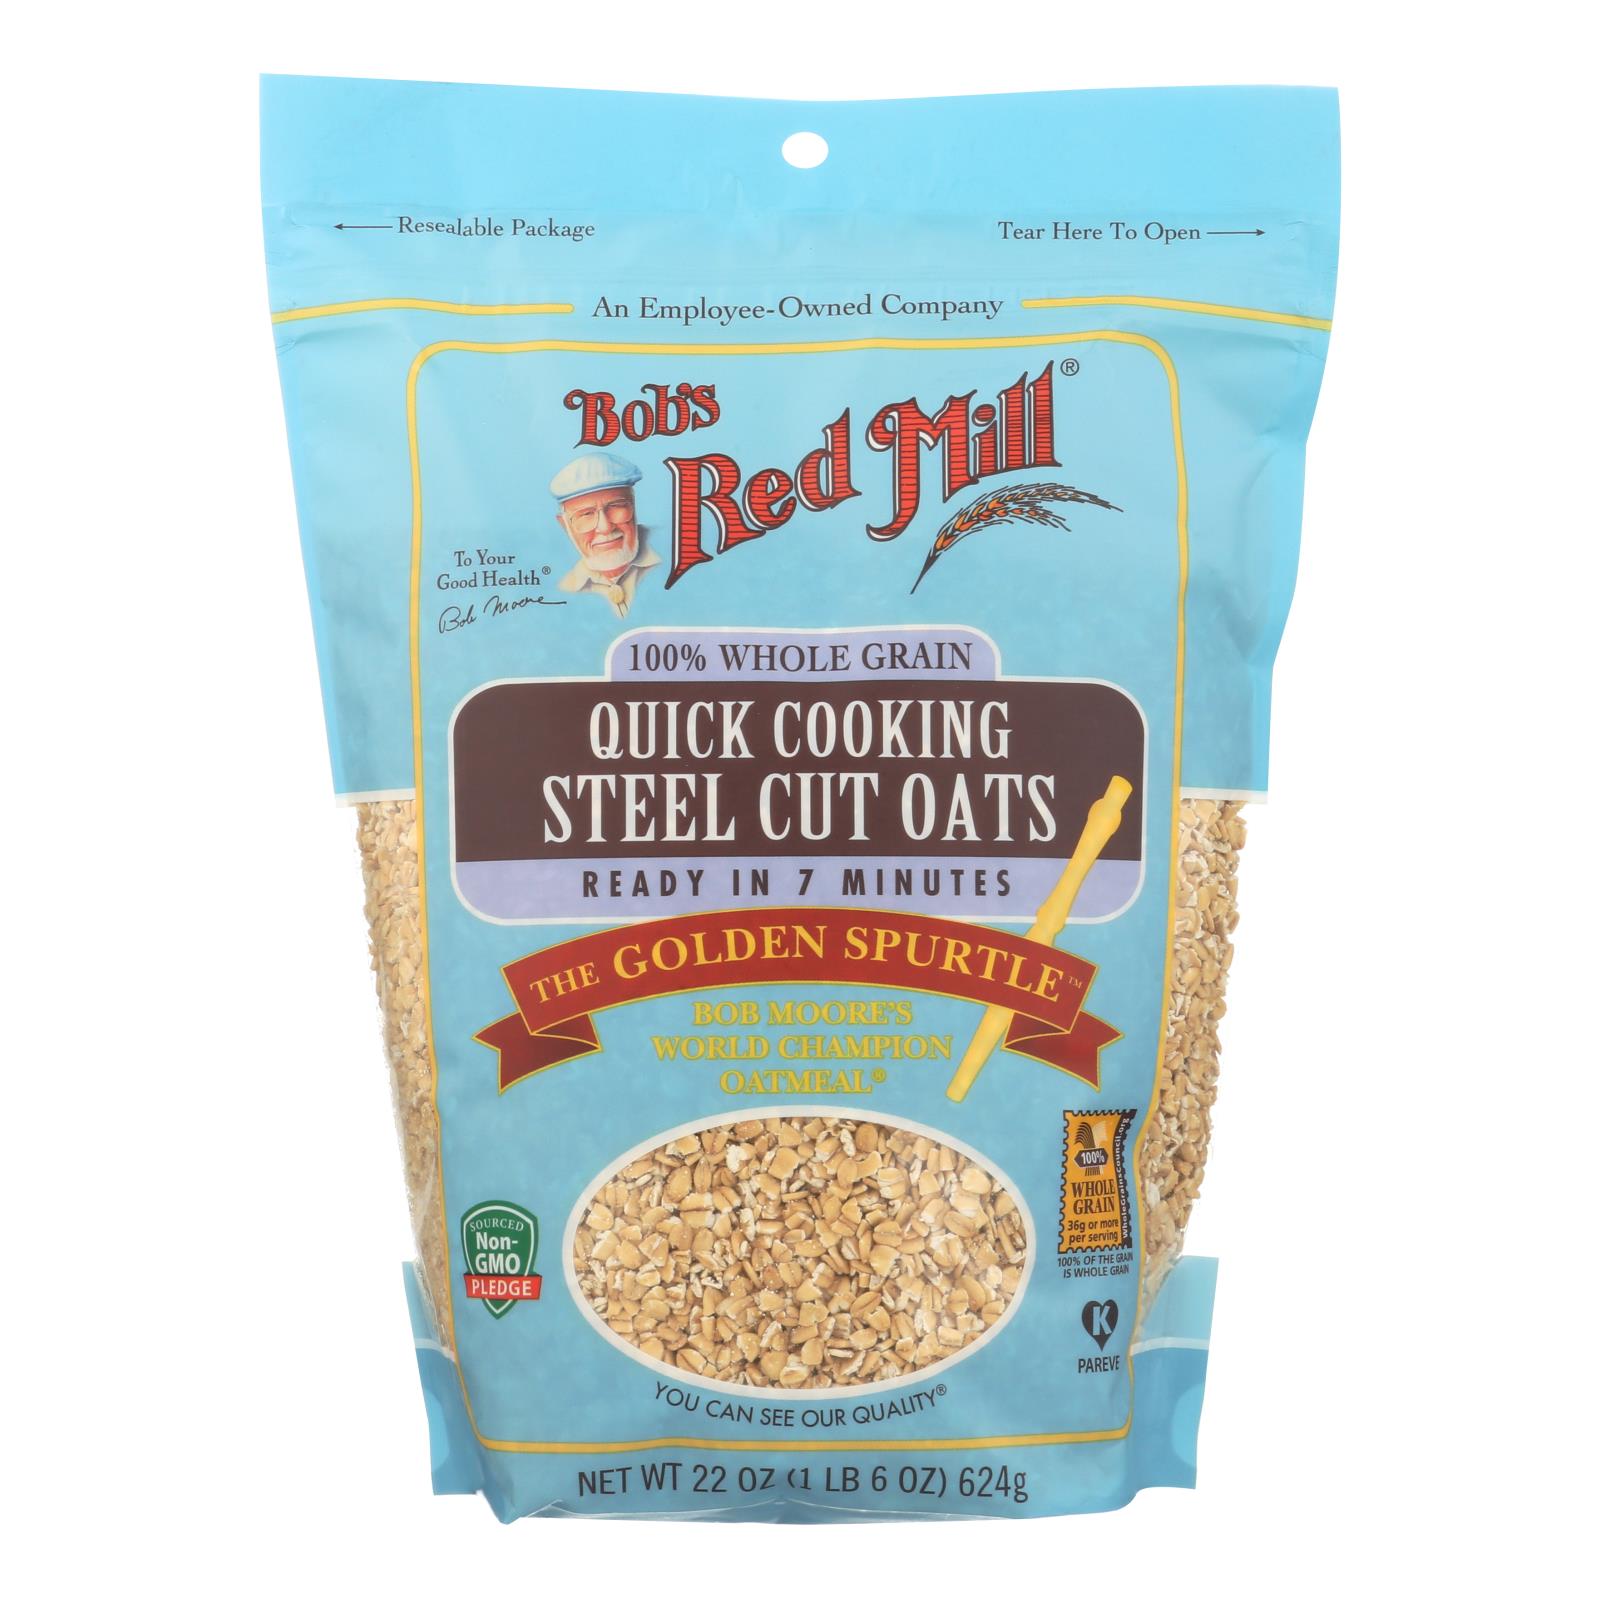 Resealable Package
Tear Here To Open
An Employee-Owned Company
Bob's
Red Mill®
To Your
Good Health®
Bob Moore
100% WHOLE GRAIN
QUICK COOKING
STEEL CUT OATS
READY IN 7 MINUTES
THE GOLDEN SPURTLE™
BOB MOORE'S
WORLD CHAMPION
OATMEAL®
100%
WHOLE
GRAIN
36g or more
per serving
WholeGrainsCouncil.org
100% OF THE GRAIN
IS WHOLE GRAIN
SOURCED
Non-
GMO
PLEDGE
K
PAREVE
YOU CAN SEE OUR QUALITY®
NET WT 22 OZ (1 LB 6 OZ) 624g